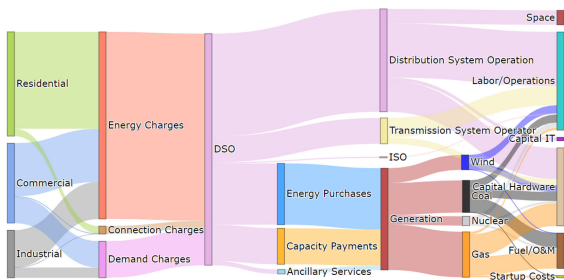 Space
Distribution System Operation
Labor/Operations
Residential
Energy Charges
Transmission System Operator
Capital IT
DSO
ISO
Wind
Commercial
Energy Purchases
Capital Hardware
Coal
Generation
Nuclear
Connection Charges
Capacity Payments
Industrial
Demand Charges
Gas
Fuel/O&M
Ancillary Services
Startup Costs